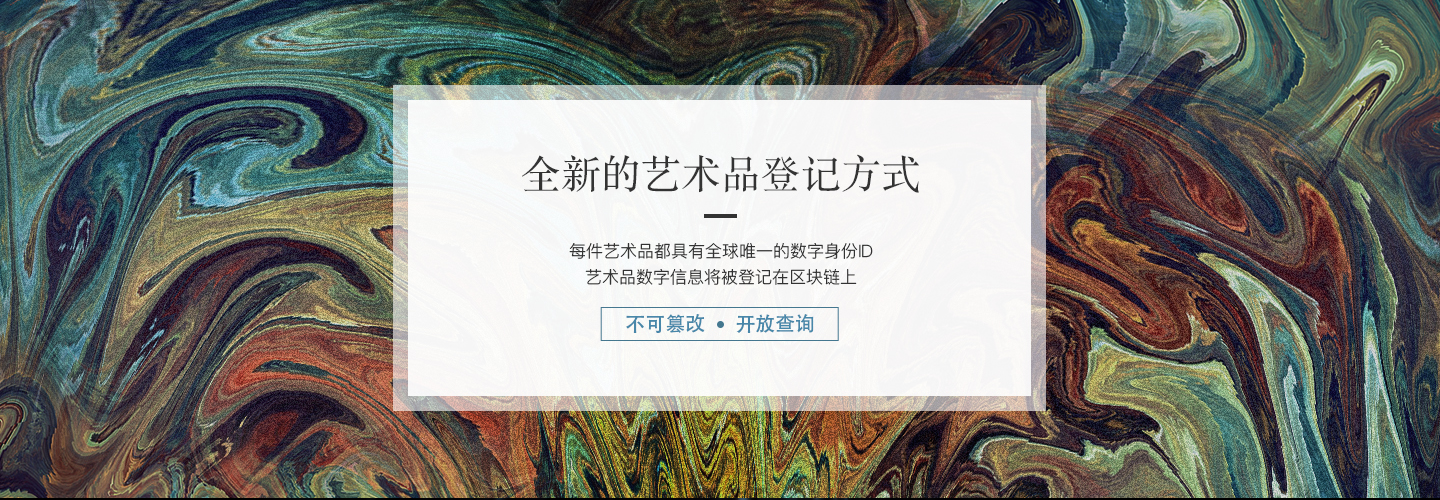 全新的艺术品登记方式
每件艺术品都具有全球唯一的数字身份ID
艺术品数字信息将被登记在区块链上
不可篡改 • 开放查询